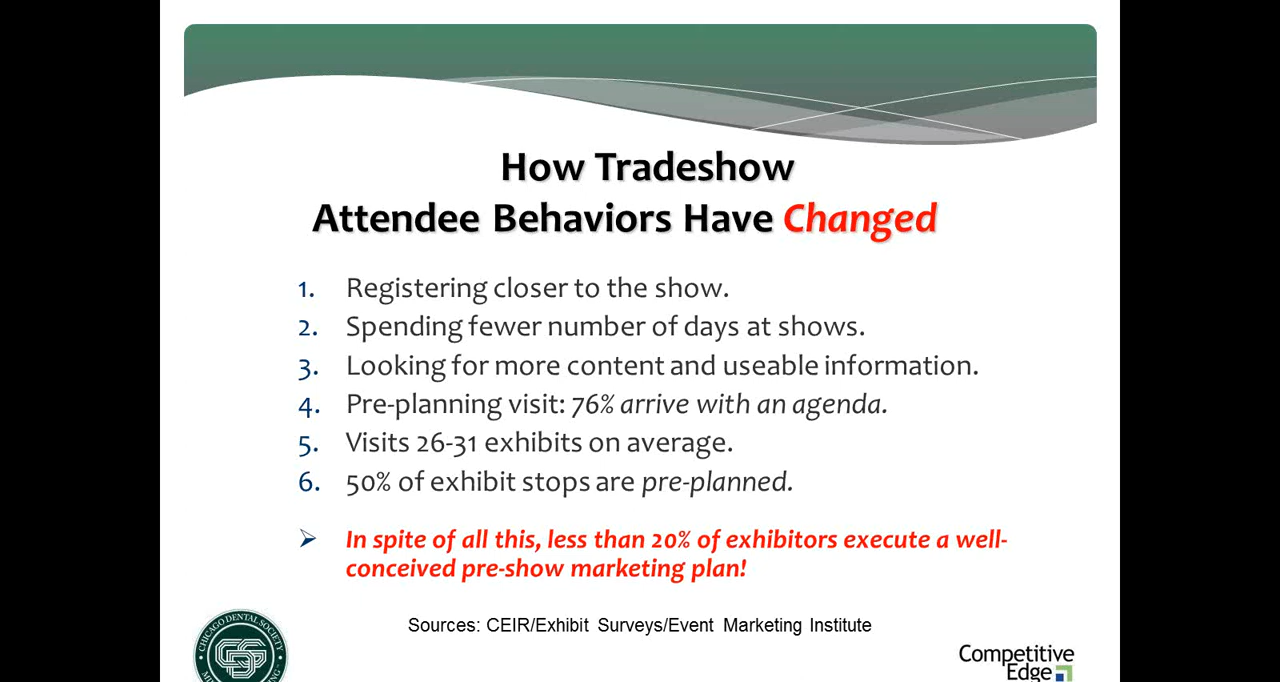 How Tradeshow
Attendee Behaviors Have Changed
1. Registering closer to the show.
2. Spending fewer number of days at shows.
3. Looking for more content and useable information.
4. Pre-planning visit: 76% arrive with an agenda.
5. Visits 26-31 exhibits on average.
6. 50% of exhibit stops are pre-planned.
➢ In spite of all this, less than 20% of exhibitors execute a well-
conceived pre-show marketing plan!
Sources: CEIR/Exhibit Surveys/Event Marketing Institute
CHICAGO DENTAL SOCIETY
Competitive
Edge